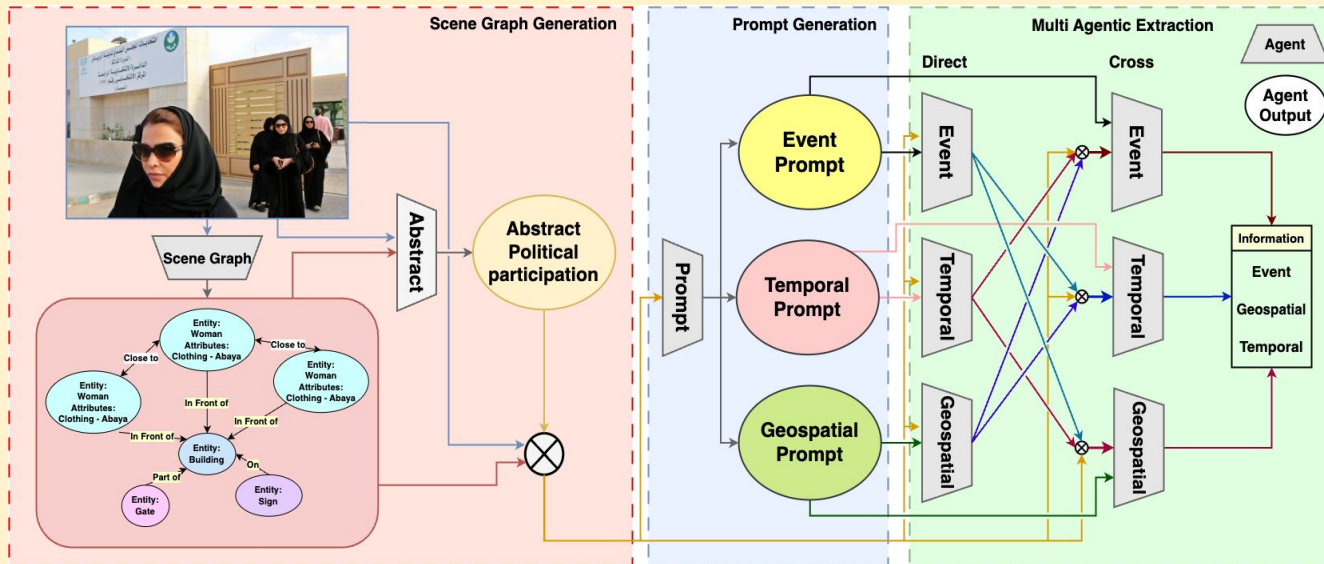 Scene Graph Generation
Prompt Generation
Multi Agentic Extraction
Direct
Cross
Agent
Agent
Output
Scene Graph
Abstract
Abstract
Political
participation
Entity:
Woman
Attributes:
Clothing - Abaya
Close to
Close to
Entity:
Woman
Attributes:
Clothing - Abaya
Entity:
Woman
Attributes:
Clothing - Abaya
In Front of
In Front of
In Front of
Entity:
Building
Part of
On
Entity:
Gate
Entity:
Sign
Prompt
Event
Prompt
Temporal
Prompt
Geospatial
Prompt
Event
Temporal
Geospatial
Event
Temporal
Geospatial
Information
Event
Geospatial
Temporal